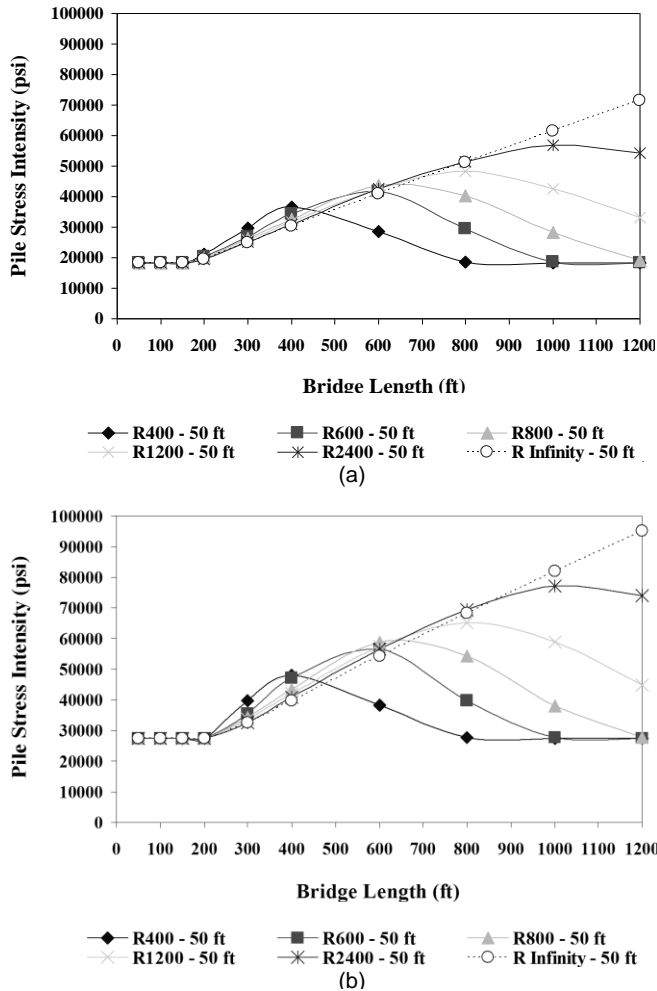 100000
90000
80000
70000
60000
50000
40000
30000
20000
10000
0
Pile Stress Intensity (psi)
0 100 200 300 400 500 600 700 800 900 1000 1100 1200
Bridge Length (ft)
R400 - 50 ft R600 - 50 ft R800 - 50 ft
R1200 - 50 ft R2400 - 50 ft R Infinity - 50 ft
(a)
100000
90000
80000
70000
60000
50000
40000
30000
20000
10000
0
Pile Stress Intensity (psi)
0 100 200 300 400 500 600 700 800 900 1000 1100 1200
Bridge Length (ft)
R400 - 50 ft R600 - 50 ft R800 - 50 ft
R1200 - 50 ft R2400 - 50 ft R Infinity - 50 ft
(b)